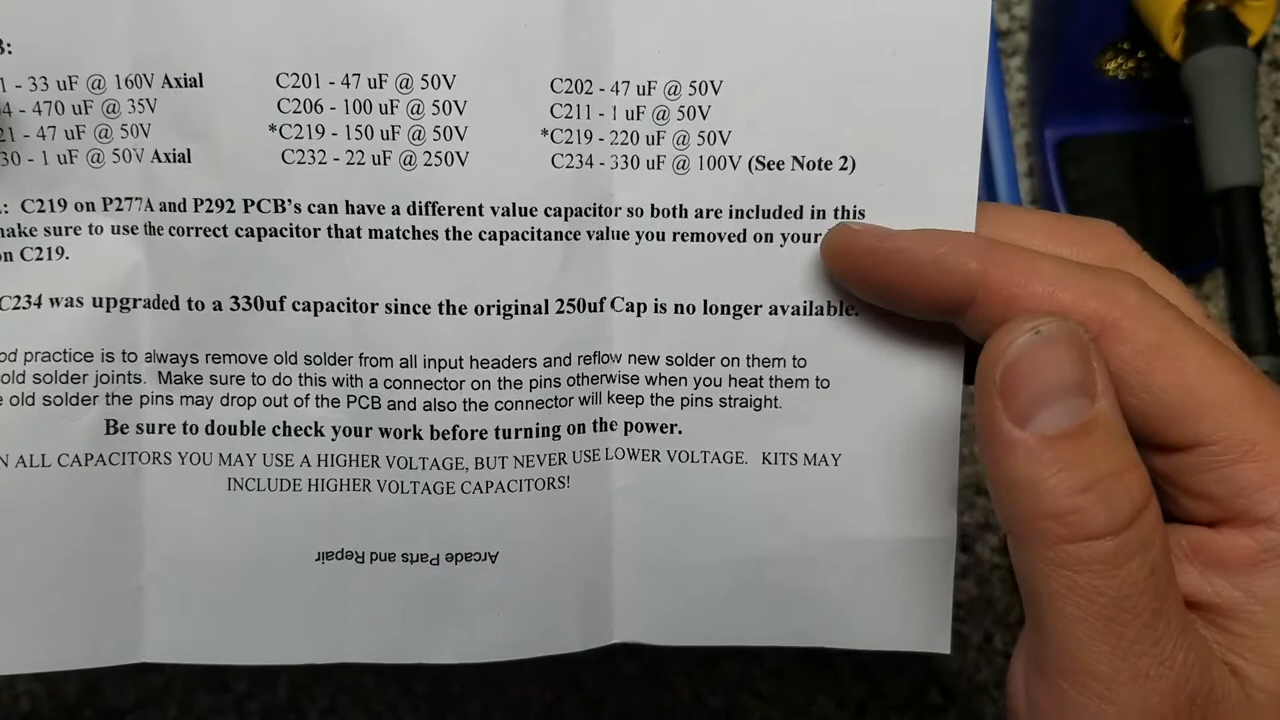 B:
1 - 33 uF @ 160V Axial C201 - 47 uF @ 50V C202 - 47 uF @ 50V
4 - 470 uF @ 35V C206 - 100 uF @ 50V C211 - 1 uF @ 50V
21 - 47 uF @ 50V *C219 - 150 uF @ 50V *C219 - 220 uF @ 50V
30 - 1 uF @ 50V Axial C232 - 22 uF @ 250V C234 - 330 uF @ 100V (See Note 2)
: C219 on P277A and P292 PCB's can have a different value capacitor so both are included in this
make sure to use the correct capacitor that matches the capacitance value you removed on your
on C219.
C234 was upgraded to a 330uf capacitor since the original 250uf Cap is no longer available.
od practice is to always remove old solder from all input headers and reflow new solder on them to
old solder joints. Make sure to do this with a connector on the pins otherwise when you heat them to
e old solder the pins may drop out of the PCB and also the connector will keep the pins straight.
Be sure to double check your work before turning on the power.
N ALL CAPACITORS YOU MAY USE A HIGHER VOLTAGE, BUT NEVER USE LOWER VOLTAGE. KITS MAY
INCLUDE HIGHER VOLTAGE CAPACITORS!
Arcade Parts and Repair